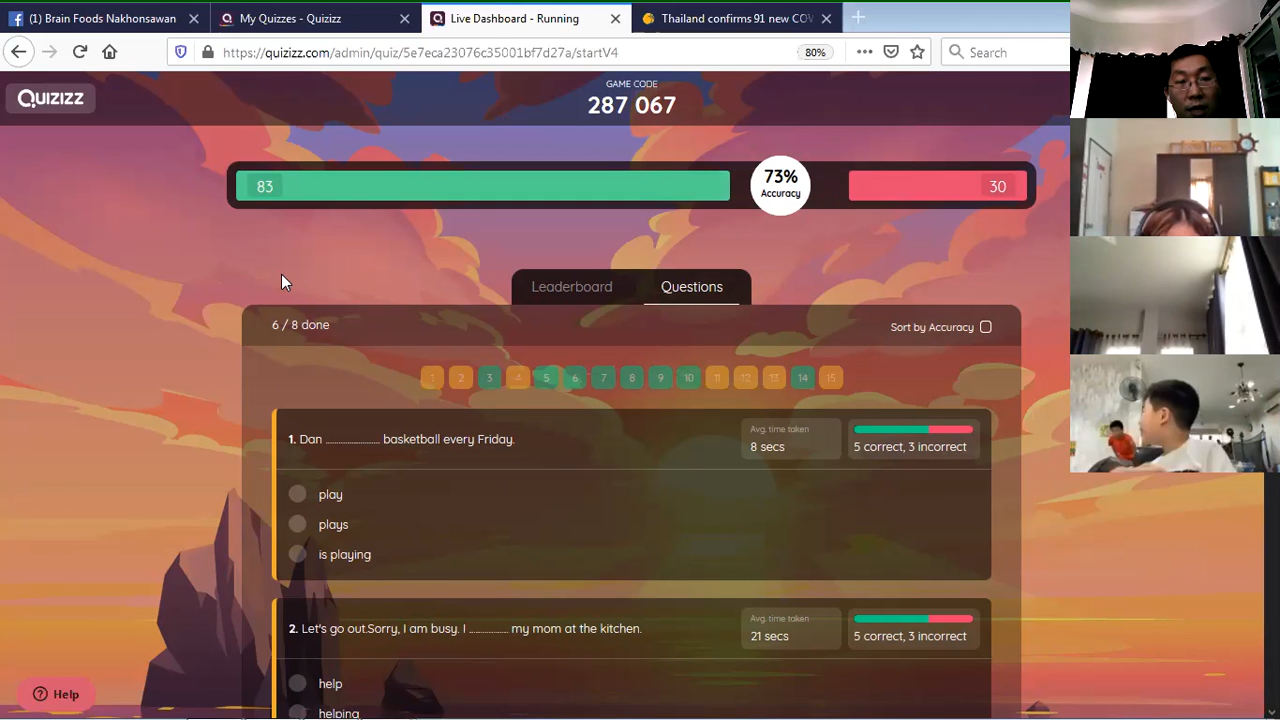 (1) Brain Foods Nakhonsawan
My Quizzes - Quizizz
Live Dashboard - Running
Thailand confirms 91 new COV
https://quizizz.com/admin/quiz/5e7eca23076c35001bf7d27a/startV4
80%
Search
Quizizz
GAME CODE
287 067
83
73%
Accuracy
30
Leaderboard
Questions
6 / 8 done
Sort by Accuracy
1 2 3 4 5 6 7 8 9 10 11 12 13 14 15
1. Dan .................... basketball every Friday.
Avg. time taken
8 secs
5 correct, 3 incorrect
play
plays
is playing
2. Let's go out.Sorry, I am busy. I .............. my mom at the kitchen.
Avg. time taken
21 secs
5 correct, 3 incorrect
help
helping
Help